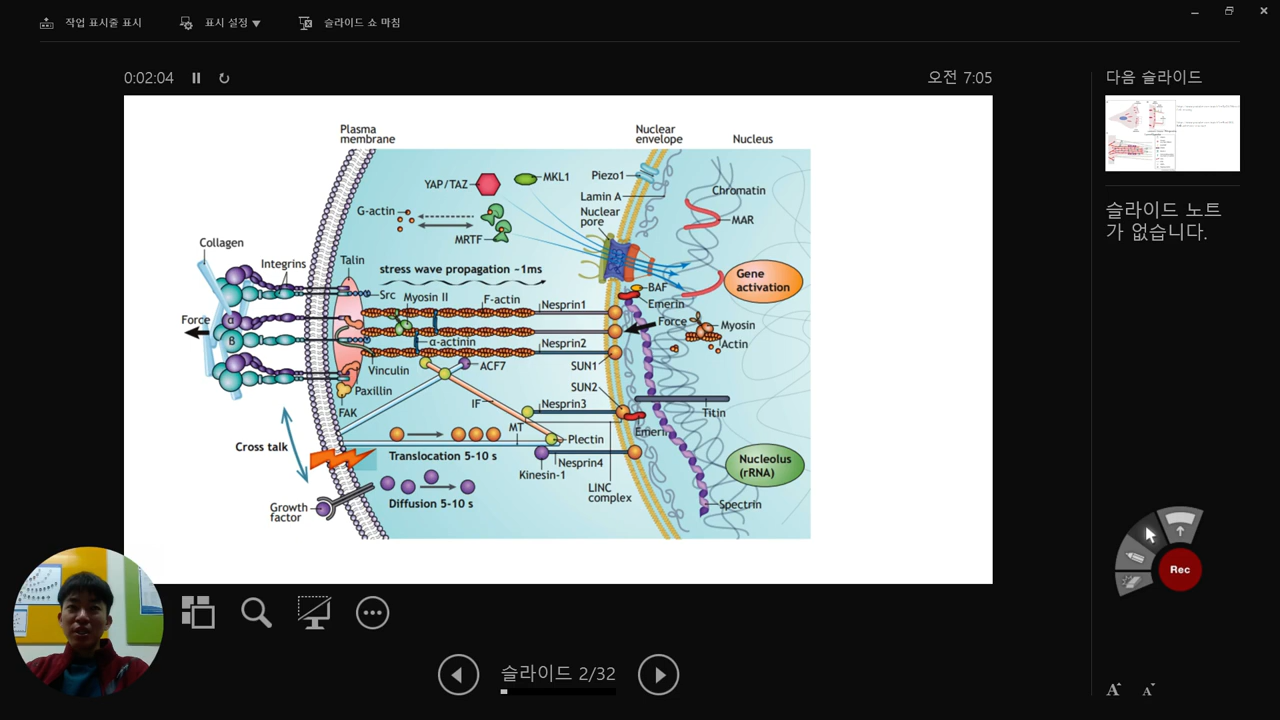 작업 표시줄 표시
표시 설정 ▼
슬라이드 쇼 마침
0:02:04
오전 7:05
다음 슬라이드
슬라이드 노트
가 없습니다.
Plasma
membrane
Nuclear
envelope
Nucleus
YAP/TAZ
MKL1
Piezo1
Lamin A
Chromatin
G-actin
Nuclear
pore
MAR
MRTF
Collagen
Integrins
Talin
stress wave propagation ~1ms
Gene
activation
Src
Myosin II
F-actin
Nesprin1
BAF
Emerin
Force
α
Force
Myosin
β
α-actinin
Nesprin2
Actin
Vinculin
ACF7
SUN1
Paxillin
SUN2
FAK
IF
Nesprin3
Titin
MT
Emerin
Cross talk
Plectin
Translocation 5-10 s
Nesprin4
Kinesin-1
Nucleolus
(rRNA)
LINC
complex
Growth
factor
Diffusion 5-10 s
Spectrin
Rec
슬라이드 2/32
A
A